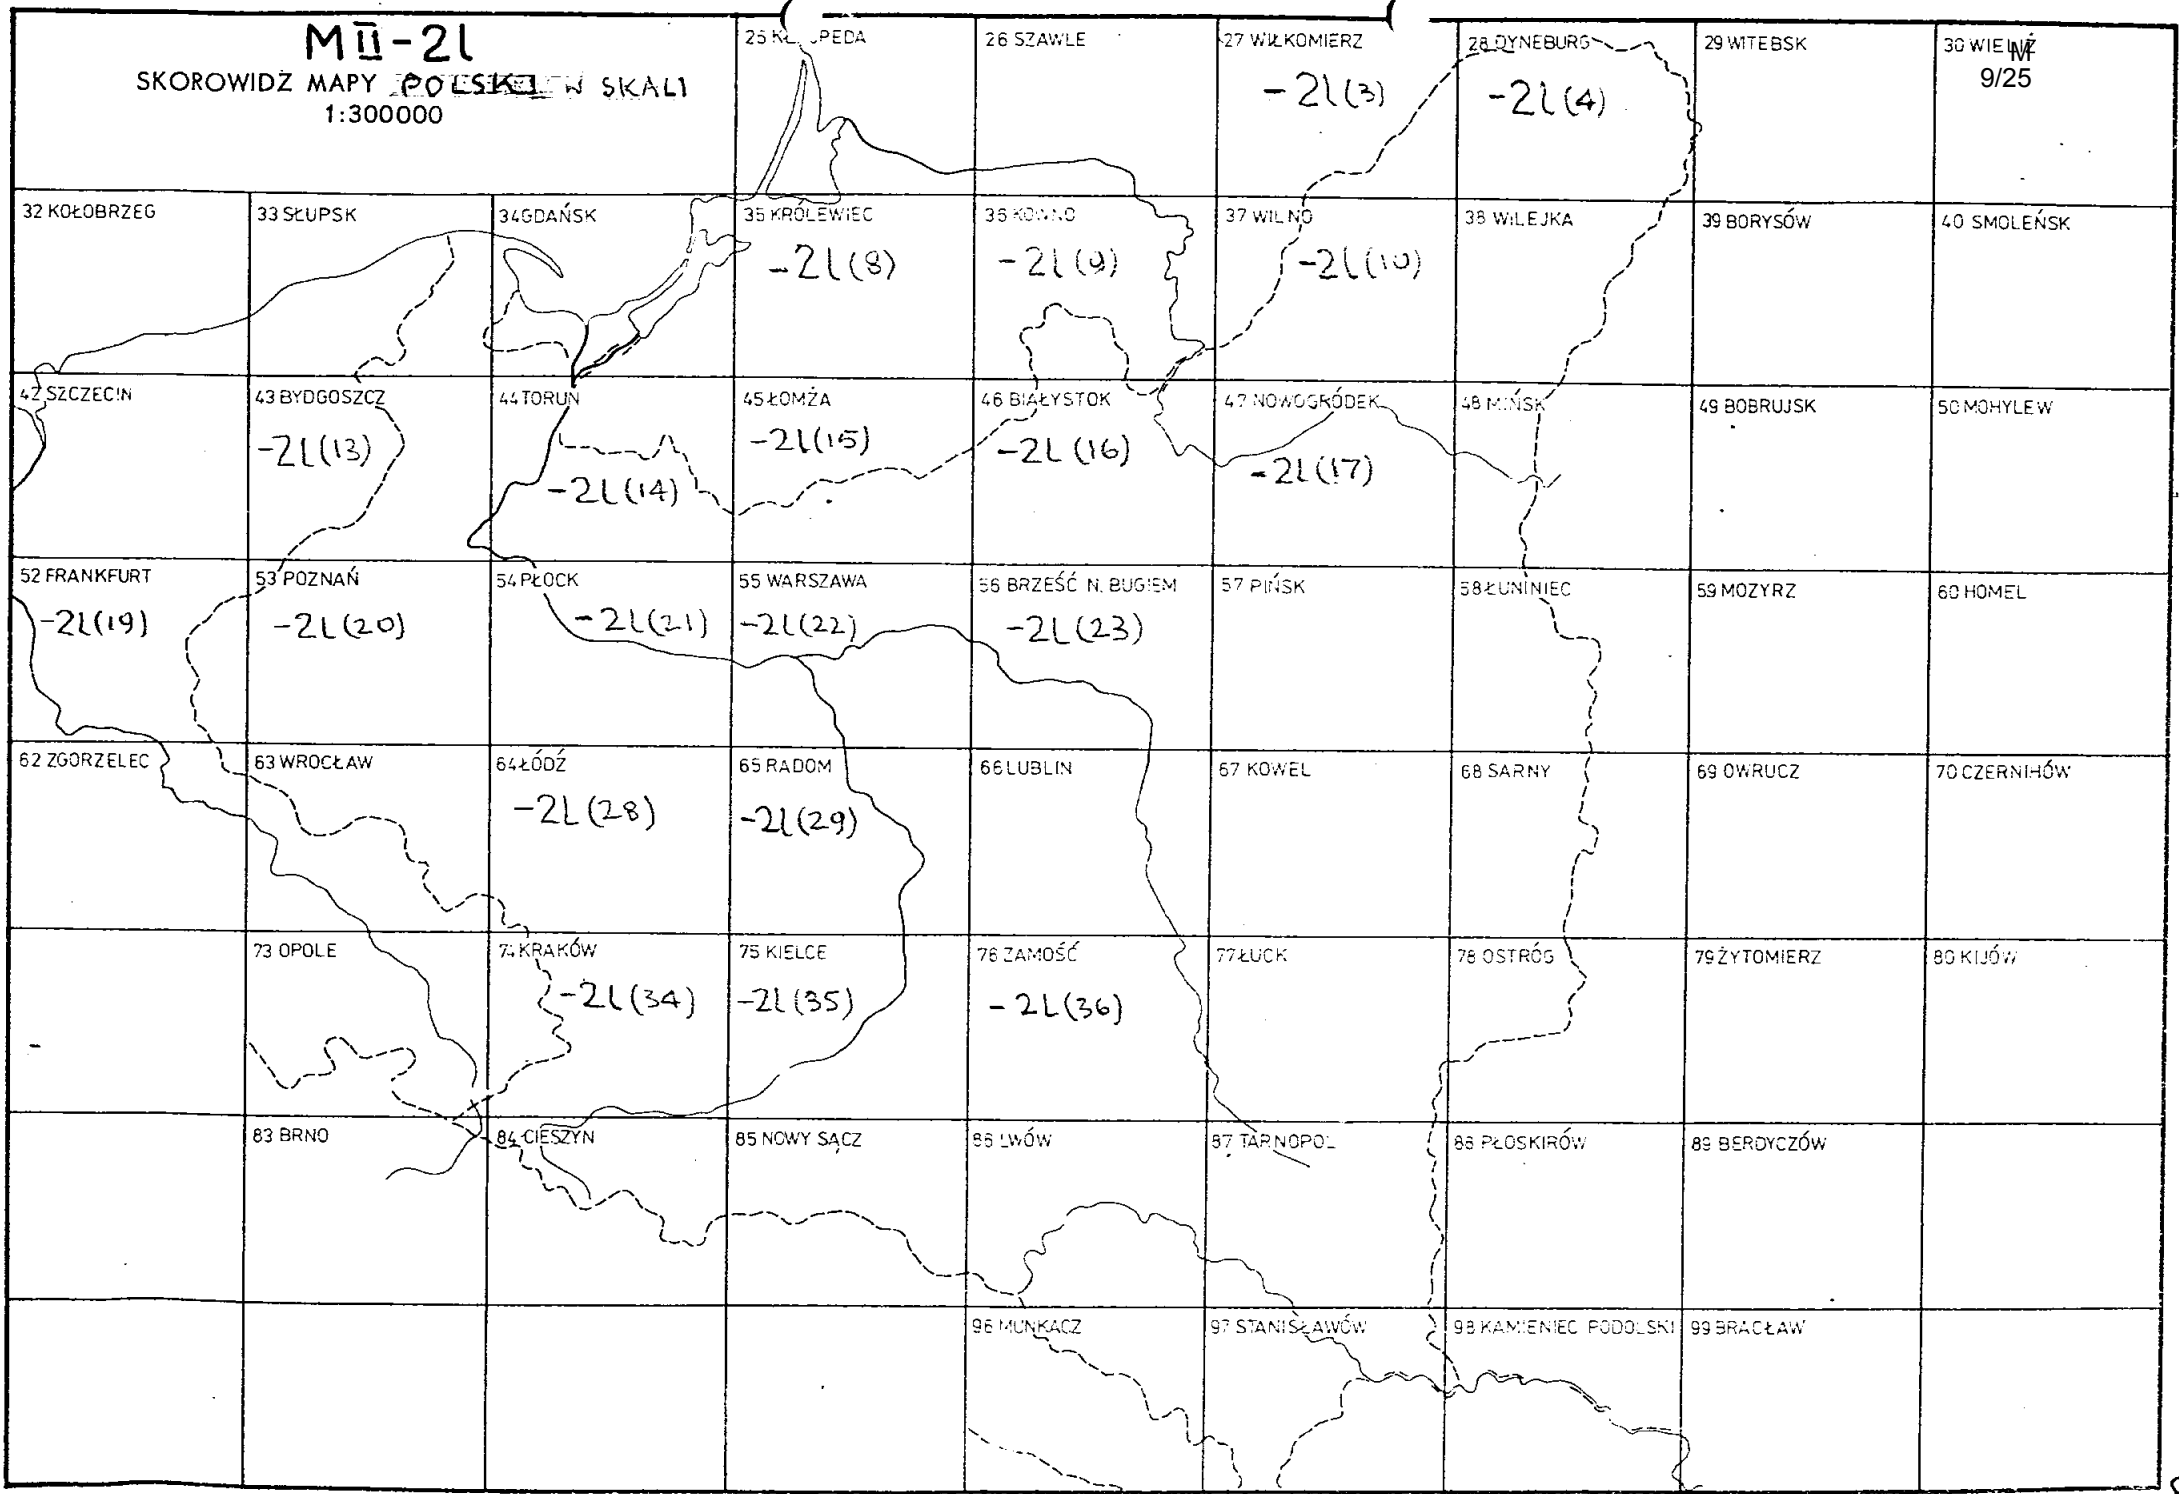 MII-2l
SKOROWIDZ MAPY POLSKI W SKALI
1:300000
26 SZAWLE
27 WIŁKOMIERZ
-2l(3)
28 DYNEBURG
-2l(4)
29 WITEBSK
30 WIELIŻ
M
9/25
32 KOŁOBRZEG
33 SŁUPSK
34 GDAŃSK
35 KRÓLEWIEC
-2l(8)
36 KOWNO
-2l(9)
37 WILNO
-2l(10)
38 WILEJKA
39 BORYSÓW
40 SMOLEŃSK
42 SZCZECIN
43 BYDGOSZCZ
-2l(13)
44 TORUN
-2l(14)
45 ŁOMŻA
-2l(15)
46 BIAŁYSTOK
-2l(16)
47 NOWOGRÓDEK
-2l(17)
48 MIŃSK
49 BOBRUJSK
50 MOHYLEW
52 FRANKFURT
-2l(19)
53 POZNAŃ
-2l(20)
54 PŁOCK
-2l(21)
55 WARSZAWA
-2l(22)
56 BRZEŚĆ N. BUGIEM
-2l(23)
57 PIŃSK
58 ŁUNINIEC
59 MOZYRZ
60 HOMEL
62 ZGORZELEC
63 WROCŁAW
64 ŁÓDŹ
-2l(28)
65 RADOM
-2l(29)
66 LUBLIN
67 KOWEL
68 SARNY
69 OWRUCZ
70 CZERNIHÓW
73 OPOLE
74 KRAKÓW
-2l(34)
75 KIELCE
-2l(35)
76 ZAMOŚĆ
-2l(36)
77 ŁUCK
78 OSTRÓG
79 ŻYTOMIERZ
80 KIJÓW
83 BRNO
84 CIESZYN
85 NOWY SĄCZ
86 LWÓW
87 TARNOPOL
88 PŁOSKIRÓW
89 BERDYCZÓW
96 MUNKACZ
97 STANISŁAWÓW
98 KAMIENIEC PODOLSKI
99 BRACŁAW